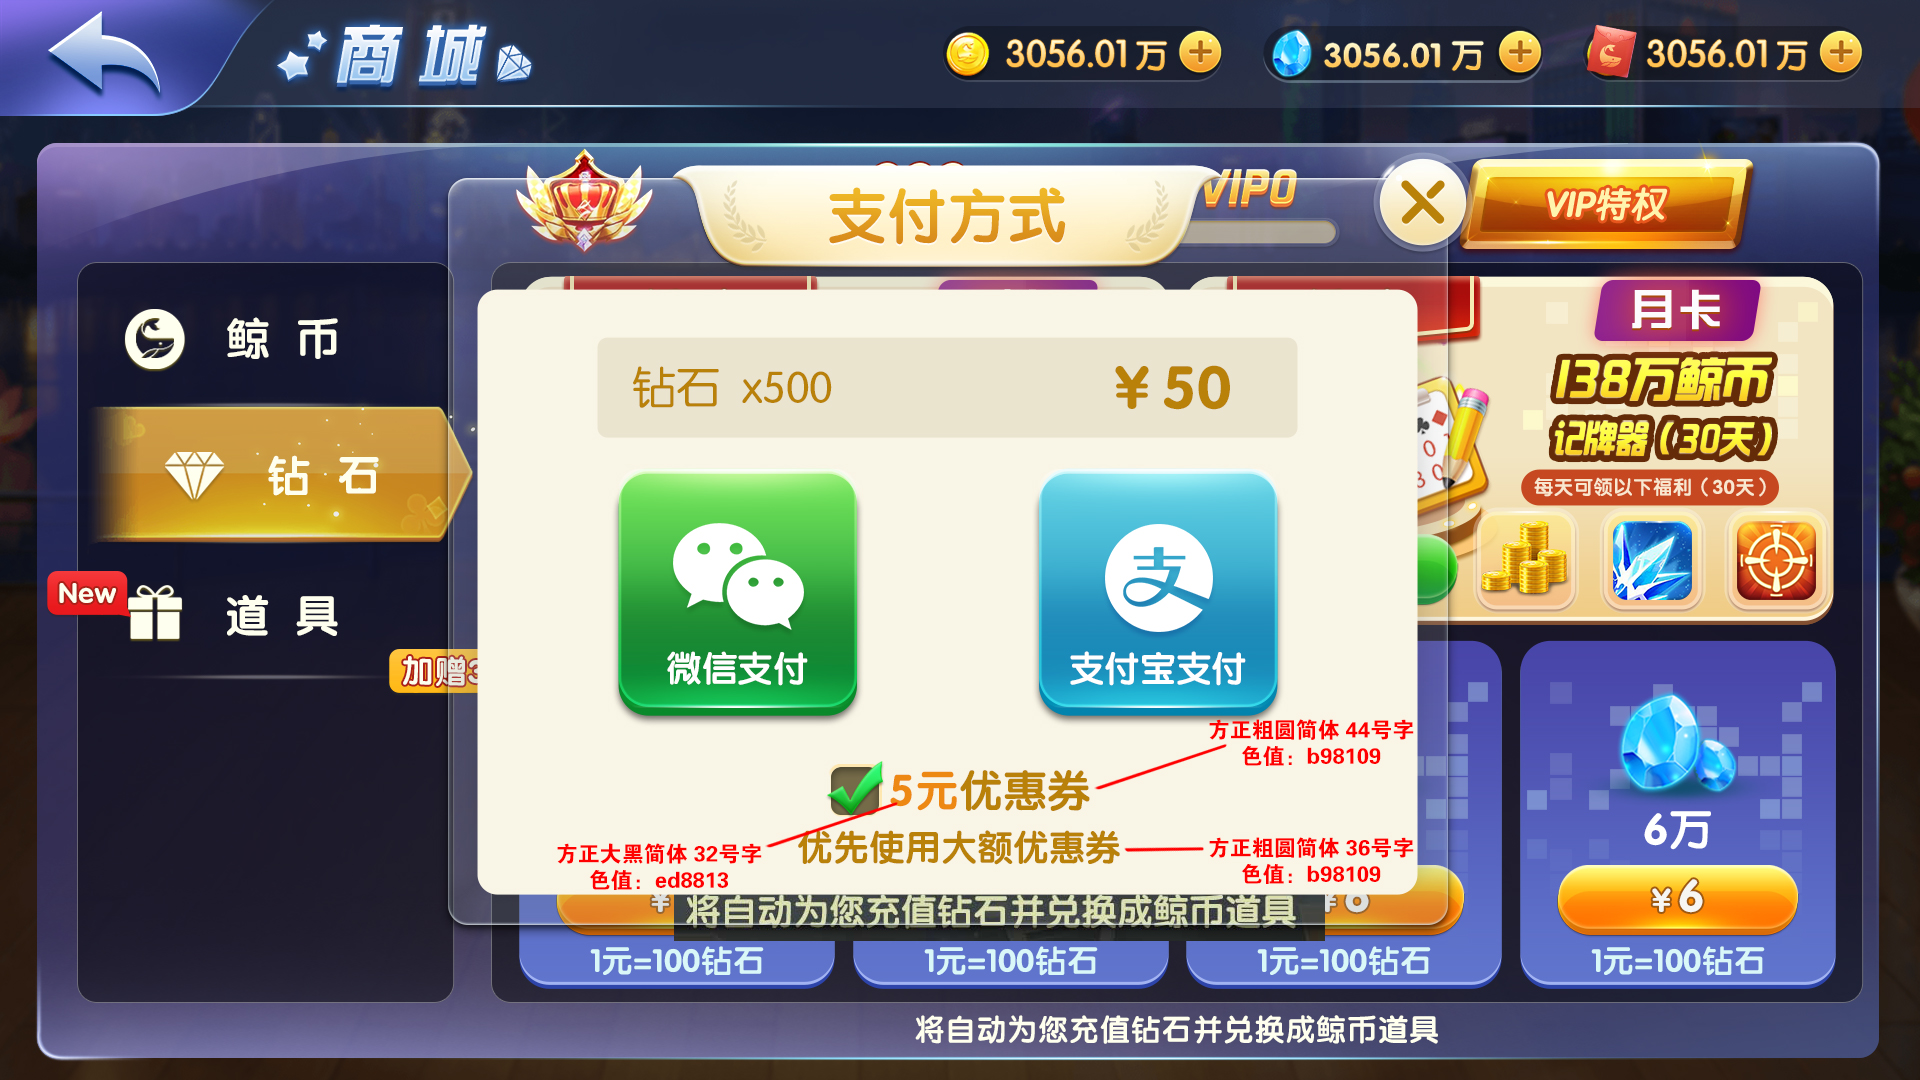 商城
3056.01万
3056.01万
3056.01万
支付方式
VIP0
VIP特权
鲸币
钻石
New
道具
加赠3
钻石 x500
¥50
微信支付
支付宝支付
方正粗圆简体 44号字
色值：b98109
5元优惠券
优先使用大额优惠券
方正大黑简体 32号字
色值：ed8813
方正粗圆简体 36号字
色值：b98109
月卡
138万鲸币
记牌器（30天）
每天可领以下福利（30天）
6万
¥
¥6
¥6
将自动为您充值钻石并兑换成鲸币道具
1元=100钻石
1元=100钻石
1元=100钻石
1元=100钻石
将自动为您充值钻石并兑换成鲸币道具